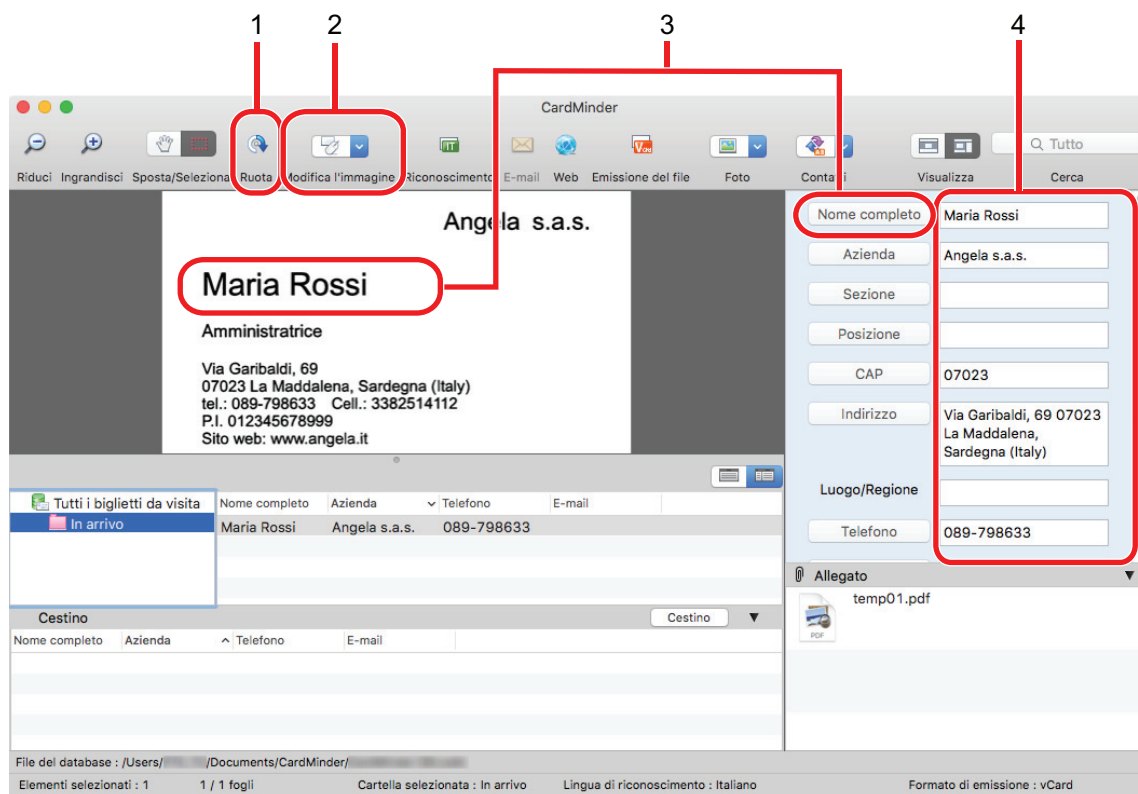 1 2 3 4
CardMinder
Tutto
Riduci Ingrandisci Sposta/Seleziona Ruota Modifica l'immagine Riconoscimento E-mail Web Emissione del file Foto Contatti Visualizza Cerca
Angela s.a.s.
Maria Rossi
Amministratrice
Via Garibaldi, 69
07023 La Maddalena, Sardegna (Italy)
tel.: 089-798633 Cell.: 3382514112
P.I. 012345678999
Sito web: www.angela.it
Nome completo Maria Rossi
Azienda Angela s.a.s.
Sezione
Posizione
CAP 07023
Indirizzo Via Garibaldi, 69 07023
La Maddalena,
Sardegna (Italy)
Luogo/Regione
Telefono 089-798633
Tutti i biglietti da visita
In arrivo
Nome completo Azienda Telefono E-mail
Maria Rossi Angela s.a.s. 089-798633
Allegato
temp01.pdf
PDF
Cestino Cestino
Nome completo Azienda Telefono E-mail
File del database : /Users/ /Documents/CardMinder/
Elementi selezionati : 1 1 / 1 fogli Cartella selezionata : In arrivo Lingua di riconoscimento : Italiano Formato di emissione : vCard